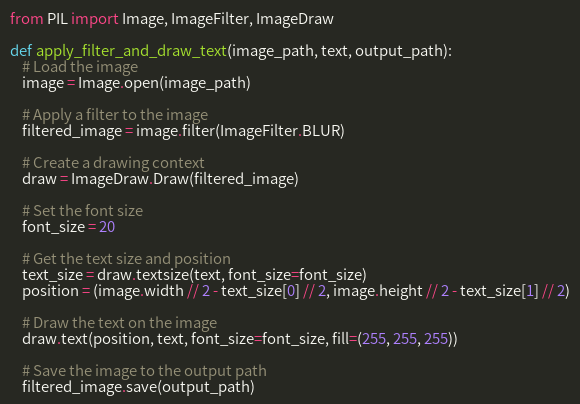 from PIL import Image, ImageFilter, ImageDraw
def apply_filter_and_draw_text(image_path, text, output_path):
# Load the image
image = Image.open(image_path)
# Apply a filter to the image
filtered_image = image.filter(ImageFilter.BLUR)
# Create a drawing context
draw = ImageDraw.Draw(filtered_image)
# Set the font size
font_size = 20
# Get the text size and position
text_size = draw.textsize(text, font_size=font_size)
position = (image.width // 2 - text_size[0] // 2, image.height // 2 - text_size[1] // 2)
# Draw the text on the image
draw.text(position, text, font_size=font_size, fill=(255, 255, 255))
# Save the image to the output path
filtered_image.save(output_path)